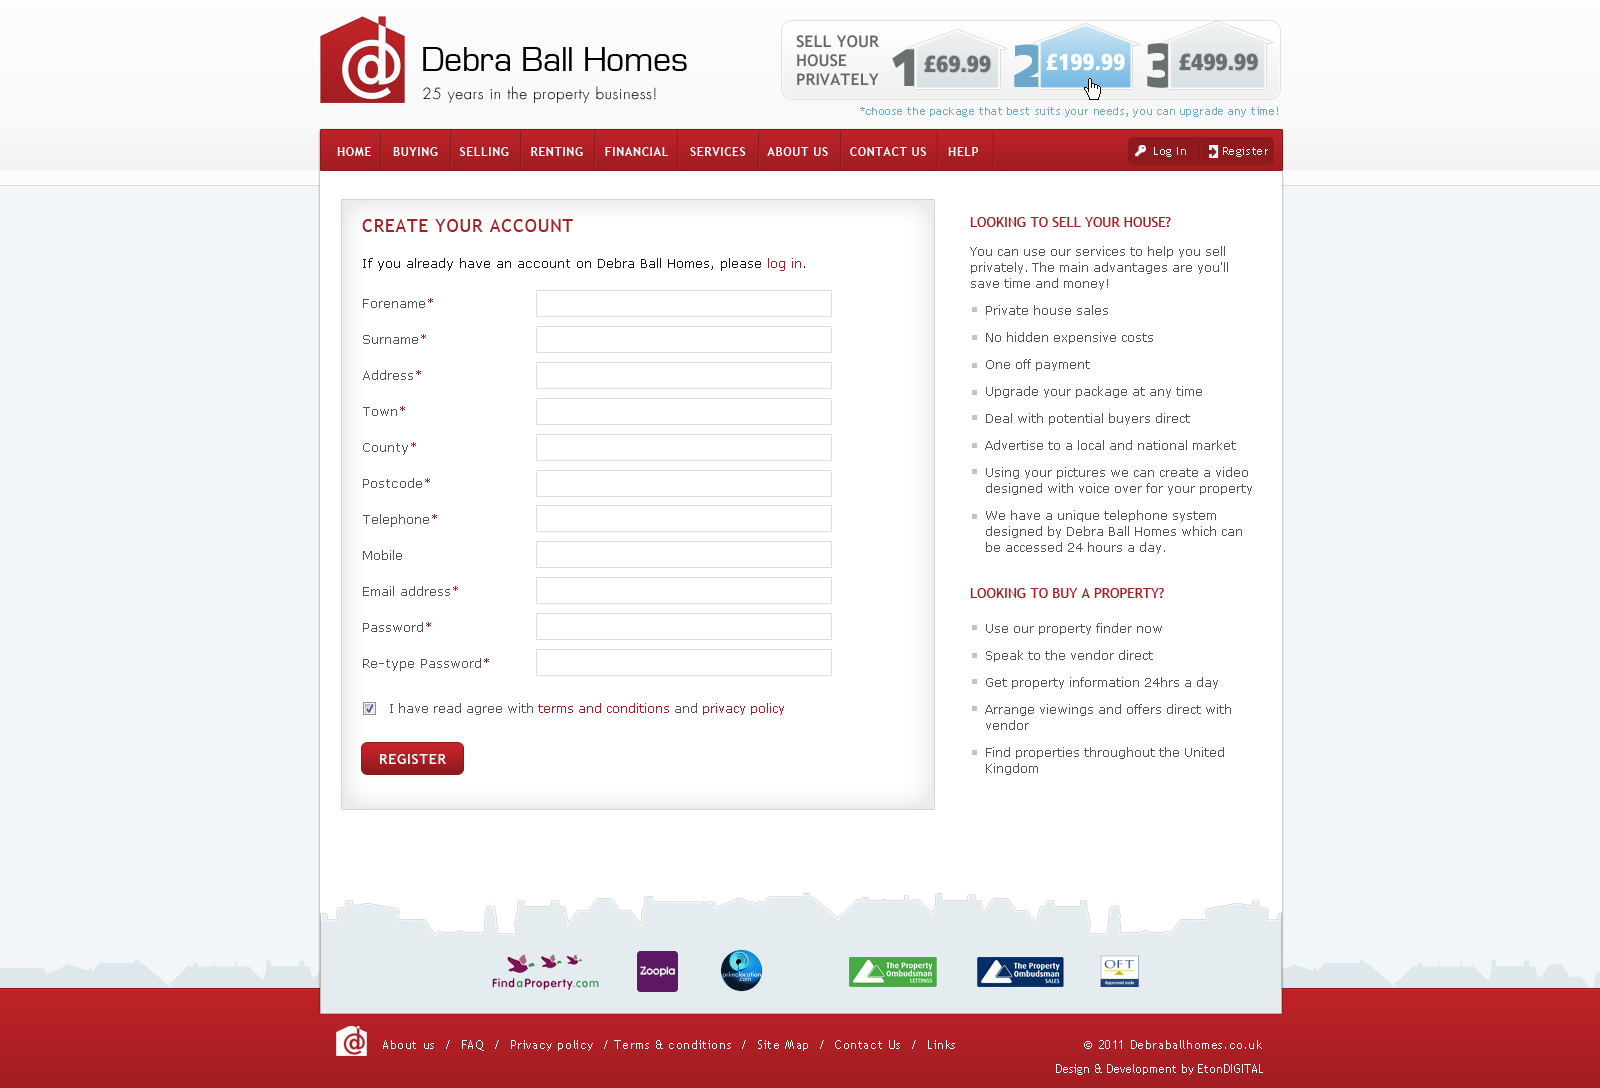 Debra Ball Homes
25 years in the property business!
SELL YOUR
HOUSE
PRIVATELY
1 £69.99
2 £199.99
3 £499.99
*choose the package that best suits your needs, you can upgrade any time!
HOME BUYING SELLING RENTING FINANCIAL SERVICES ABOUT US CONTACT US HELP Log In Register
CREATE YOUR ACCOUNT
If you already have an account on Debra Ball Homes, please log in.
Forename*
Surname*
Address*
Town*
County*
Postcode*
Telephone*
Mobile
Email address*
Password*
Re-type Password*
I have read agree with terms and conditions and privacy policy
REGISTER
LOOKING TO SELL YOUR HOUSE?
You can use our services to help you sell
privately. The main advantages are you'll
save time and money!
Private house sales
No hidden expensive costs
One off payment
Upgrade your package at any time
Deal with potential buyers direct
Advertise to a local and national market
Using your pictures we can create a video
designed with voice over for your property
We have a unique telephone system
designed by Debra Ball Homes which can
be accessed 24 hours a day.
LOOKING TO BUY A PROPERTY?
Use our property finder now
Speak to the vendor direct
Get property information 24hrs a day
Arrange viewings and offers direct with
vendor
Find properties throughout the United
Kingdom
FindaProperty.com
Zoopla
primelocation
.com
The Property
Ombudsman
LETTINGS
The Property
Ombudsman
SALES
OFT
Approved code
About us / FAQ / Privacy policy / Terms & conditions / Site Map / Contact Us / Links
© 2011 Debraballhomes.co.uk
Design & Development by EtonDIGITAL